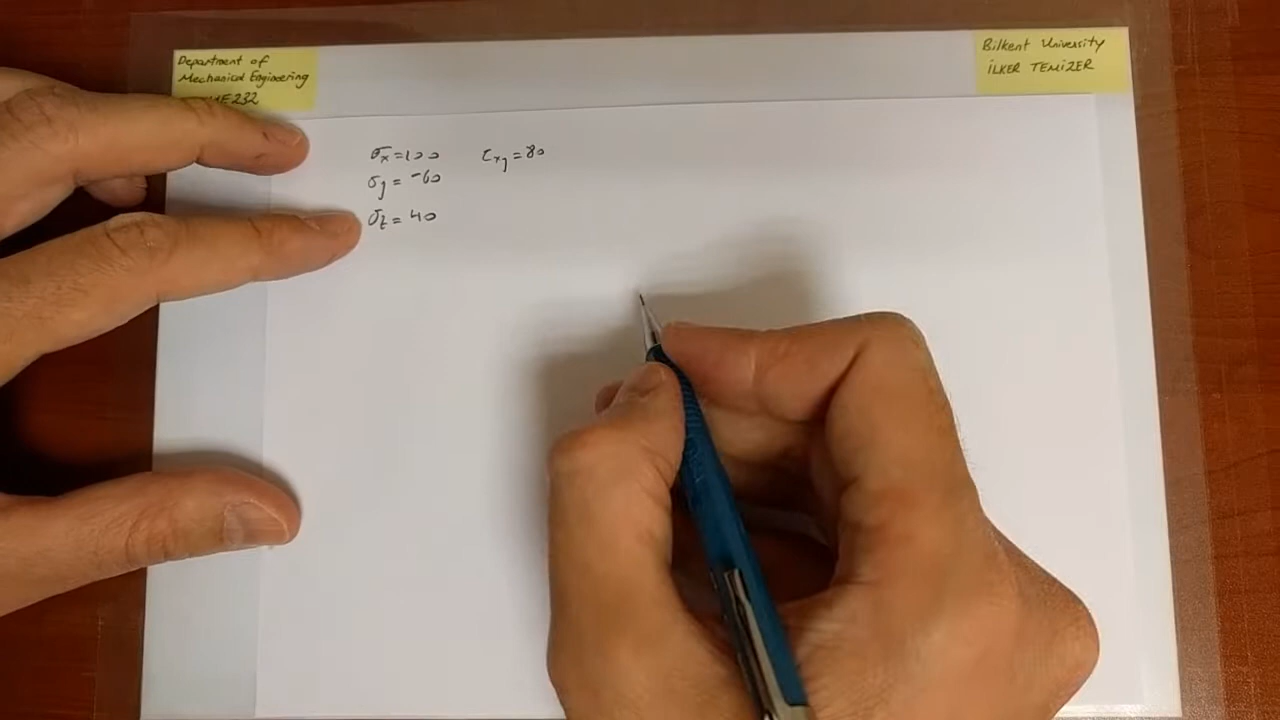 Department of
Mechanical Engineering
ME232
Bilkent University
İLKER TEMİZER
σx = 100 τxy = 80
σy = -60
σz = 40